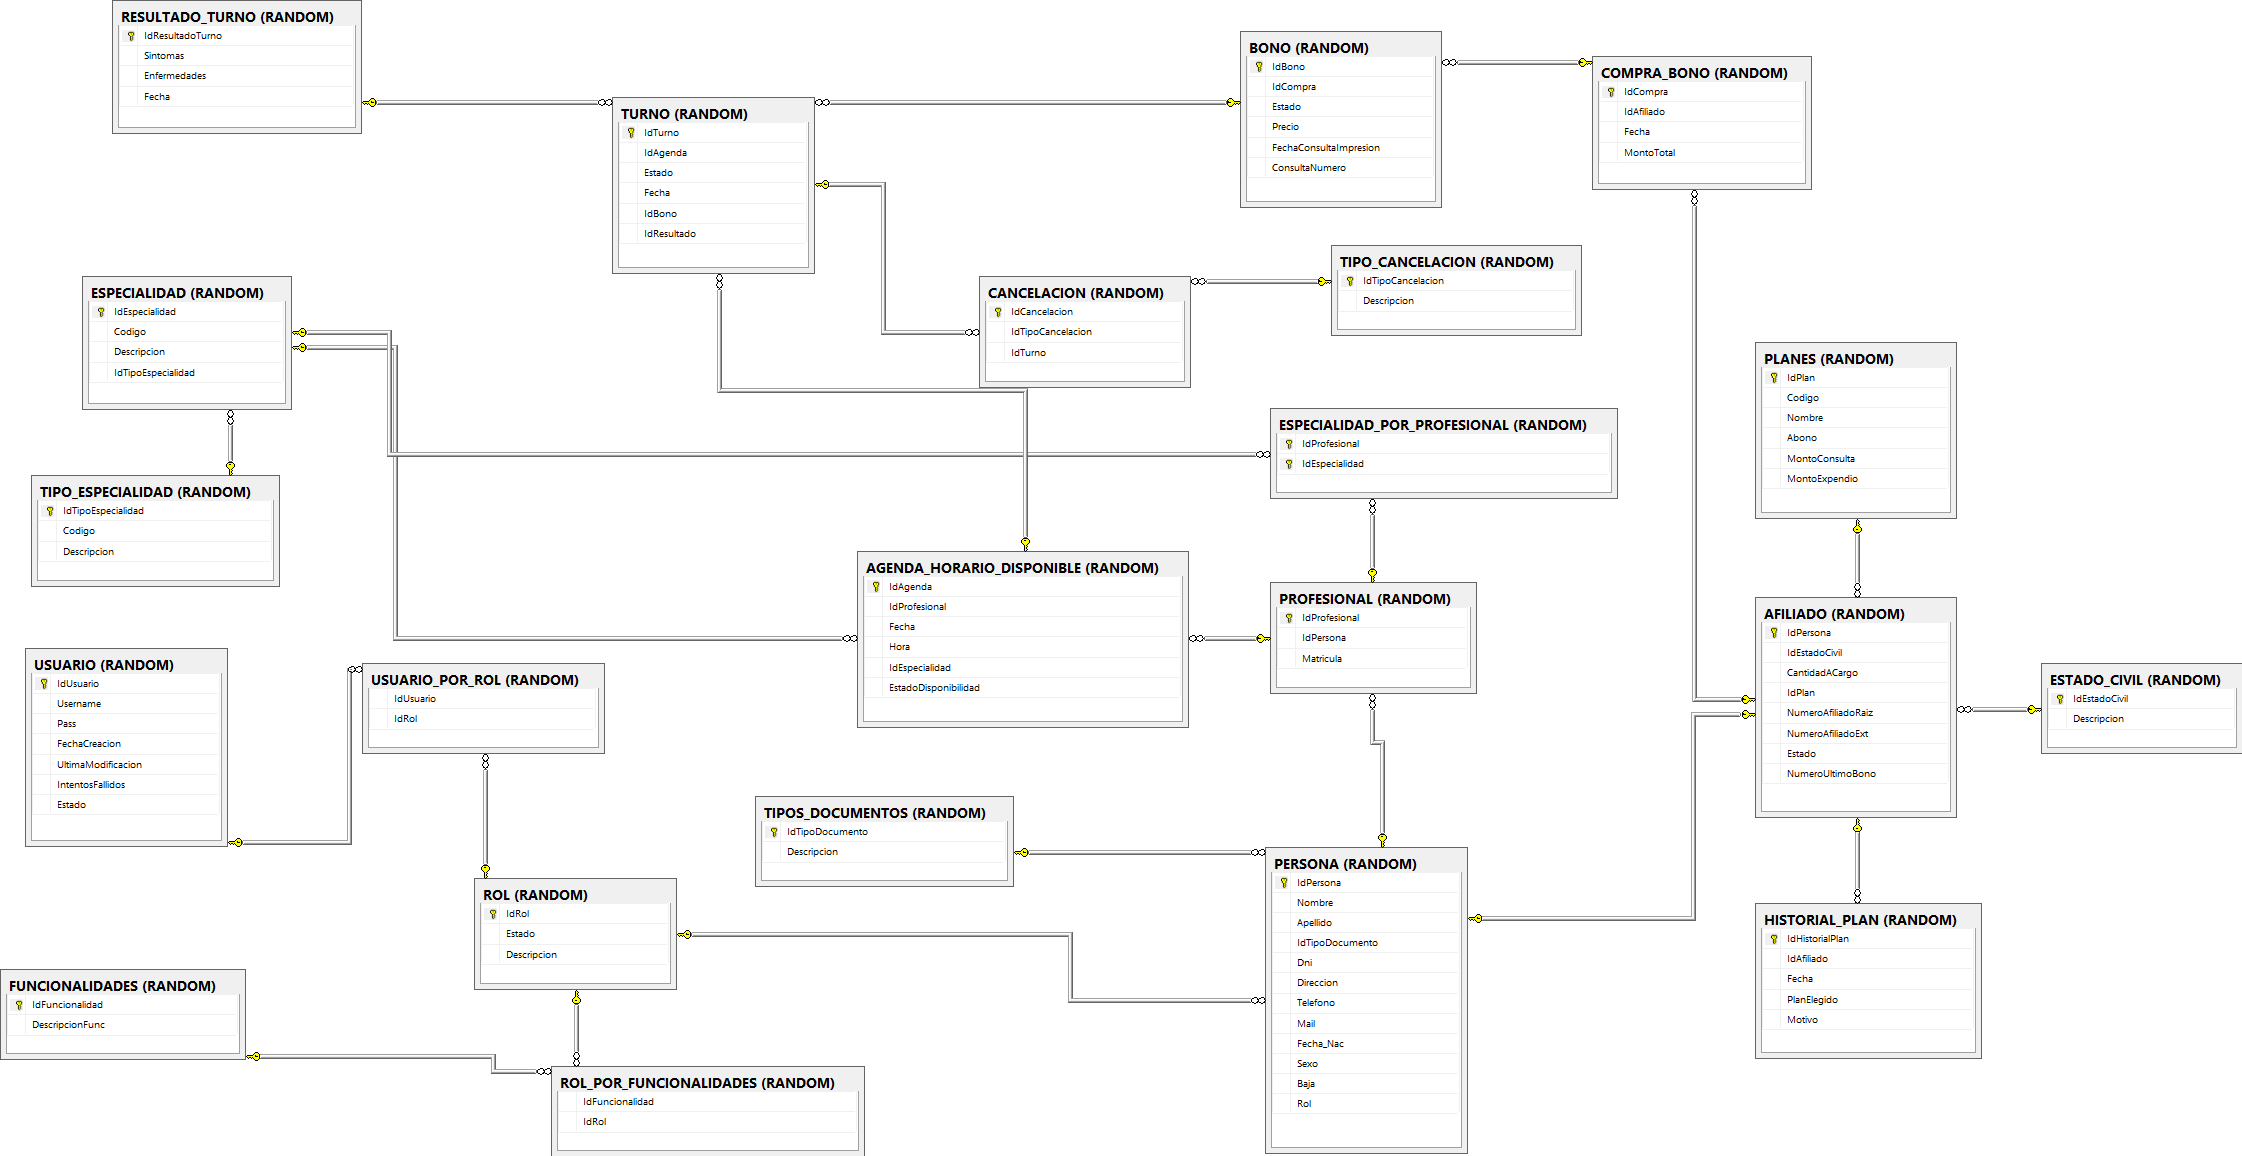 RESULTADO_TURNO (RANDOM)
IdResultadoTurno
Sintomas
Enfermedades
Fecha
BONO (RANDOM)
IdBono
IdCompra
Estado
Precio
FechaConsultaImpresion
ConsultaNumero
COMPRA_BONO (RANDOM)
IdCompra
IdAfiliado
Fecha
MontoTotal
TURNO (RANDOM)
IdTurno
IdAgenda
Estado
Fecha
IdBono
IdResultado
TIPO_CANCELACION (RANDOM)
IdTipoCancelacion
Descripcion
ESPECIALIDAD (RANDOM)
IdEspecialidad
Codigo
Descripcion
IdTipoEspecialidad
CANCELACION (RANDOM)
IdCancelacion
IdTipoCancelacion
IdTurno
PLANES (RANDOM)
IdPlan
Codigo
Nombre
Abono
MontoConsulta
MontoExpendio
ESPECIALIDAD_POR_PROFESIONAL (RANDOM)
IdProfesional
IdEspecialidad
TIPO_ESPECIALIDAD (RANDOM)
IdTipoEspecialidad
Codigo
Descripcion
AGENDA_HORARIO_DISPONIBLE (RANDOM)
IdAgenda
IdProfesional
Fecha
Hora
IdEspecialidad
EstadoDisponibilidad
PROFESIONAL (RANDOM)
IdProfesional
IdPersona
Matricula
AFILIADO (RANDOM)
IdPersona
IdEstadoCivil
CantidadACargo
IdPlan
NumeroAfiliadoRaiz
NumeroAfiliadoExt
Estado
NumeroUltimoBono
USUARIO (RANDOM)
IdUsuario
Username
Pass
FechaCreacion
UltimaModificacion
IntentosFallidos
Estado
USUARIO_POR_ROL (RANDOM)
IdUsuario
IdRol
ESTADO_CIVIL (RANDOM)
IdEstadoCivil
Descripcion
TIPOS_DOCUMENTOS (RANDOM)
IdTipoDocumento
Descripcion
PERSONA (RANDOM)
IdPersona
Nombre
Apellido
IdTipoDocumento
Dni
Direccion
Telefono
Mail
Fecha_Nac
Sexo
Baja
Rol
ROL (RANDOM)
IdRol
Estado
Descripcion
HISTORIAL_PLAN (RANDOM)
IdHistorialPlan
IdAfiliado
Fecha
PlanElegido
Motivo
FUNCIONALIDADES (RANDOM)
IdFuncionalidad
DescripcionFunc
ROL_POR_FUNCIONALIDADES (RANDOM)
IdFuncionalidad
IdRol